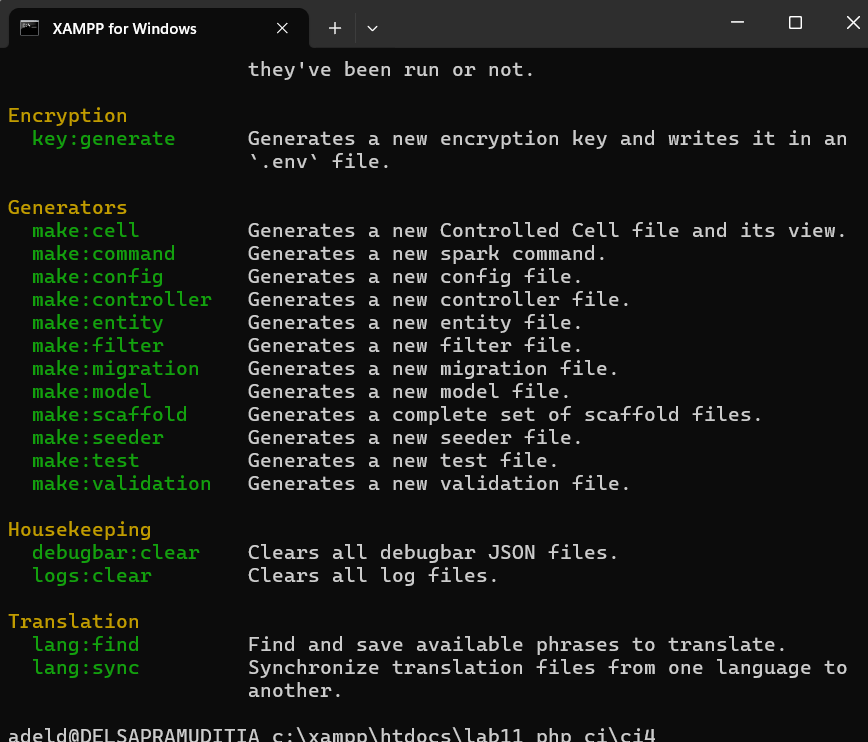 XAMPP for Windows
they've been run or not.
Encryption
key:generate Generates a new encryption key and writes it in an
`.env` file.
Generators
make:cell Generates a new Controlled Cell file and its view.
make:command Generates a new spark command.
make:config Generates a new config file.
make:controller Generates a new controller file.
make:entity Generates a new entity file.
make:filter Generates a new filter file.
make:migration Generates a new migration file.
make:model Generates a new model file.
make:scaffold Generates a complete set of scaffold files.
make:seeder Generates a new seeder file.
make:test Generates a new test file.
make:validation Generates a new validation file.
Housekeeping
debugbar:clear Clears all debugbar JSON files.
logs:clear Clears all log files.
Translation
lang:find Find and save available phrases to translate.
lang:sync Synchronize translation files from one language to
another.
adeld@DELSAPRAMUDITIA c:\xampp\htdocs\lab11_php_ci\ci4